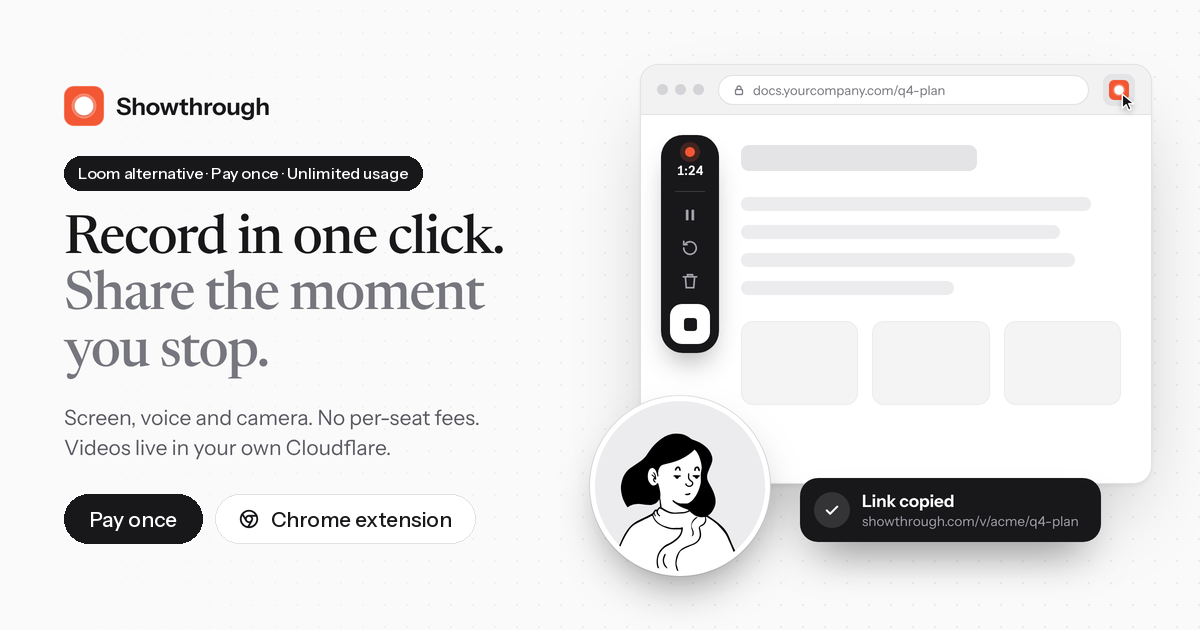 Showthrough
Loom alternative · Pay once · Unlimited usage
Record in one click.
Share the moment
you stop.
Screen, voice and camera. No per-seat fees.
Videos live in your own Cloudflare.
Pay once
Chrome extension
docs.yourcompany.com/q4-plan
1:24
Link copied
showthrough.com/v/acme/q4-plan